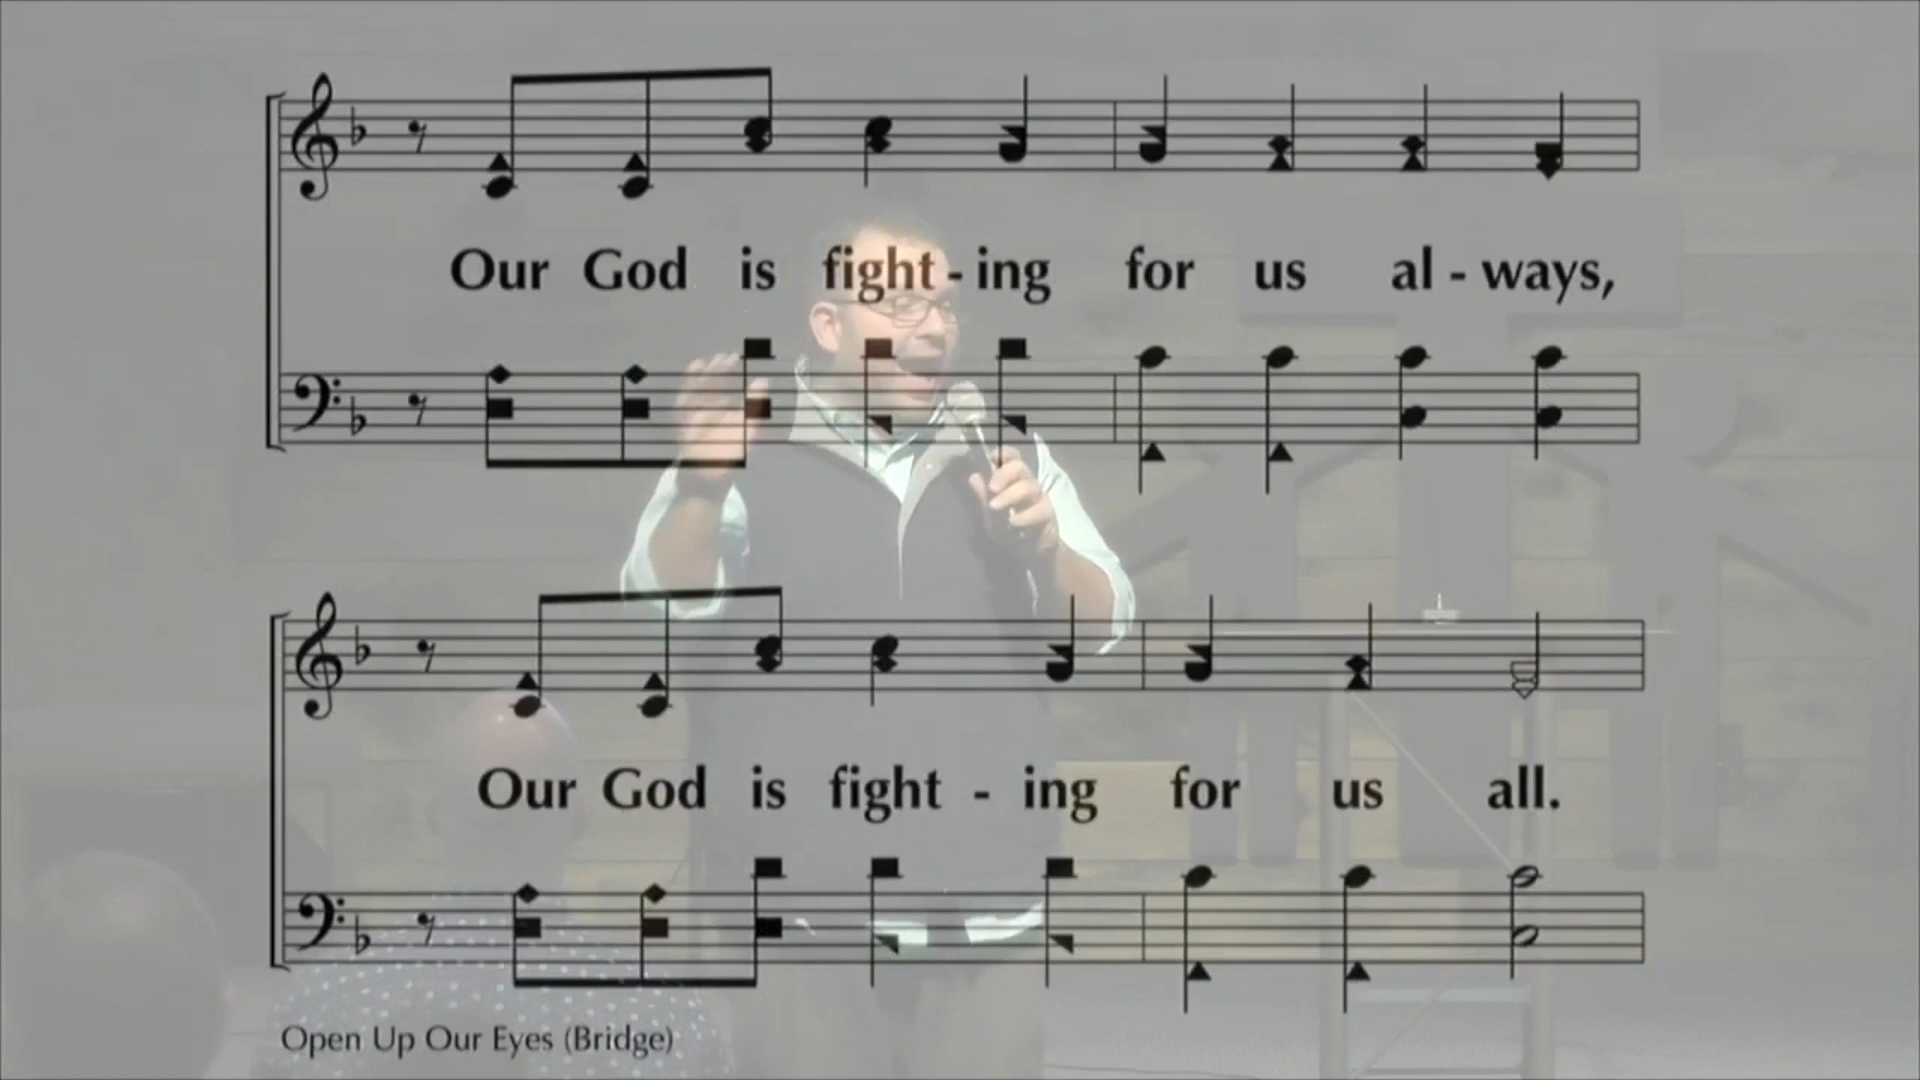 Our God is fight - ing for us al - ways,
Our God is fight - ing for us all.
Open Up Our Eyes (Bridge)